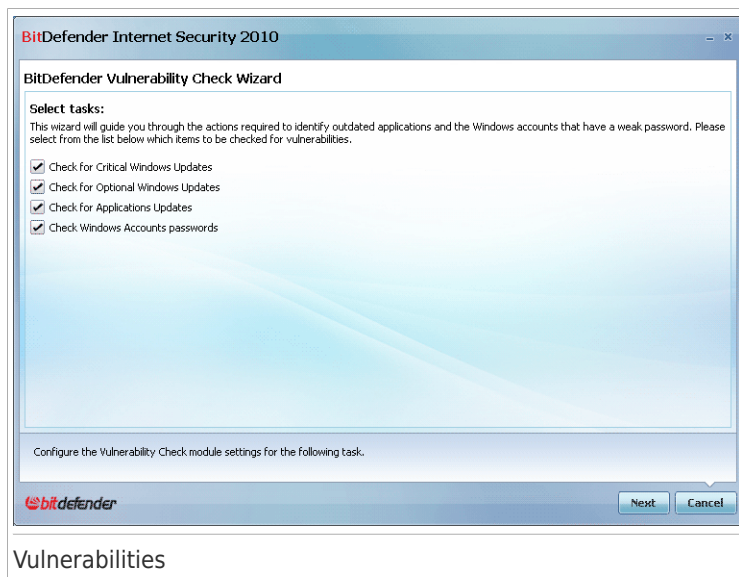 BitDefender Internet Security 2010
BitDefender Vulnerability Check Wizard
Select tasks:
This wizard will guide you through the actions required to identify outdated applications and the Windows accounts that have a weak password. Please
select from the list below which items to be checked for vulnerabilities.
Check for Critical Windows Updates
Check for Optional Windows Updates
Check for Applications Updates
Check Windows Accounts passwords
Configure the Vulnerability Check module settings for the following task.
bitdefender
Next Cancel
Vulnerabilities